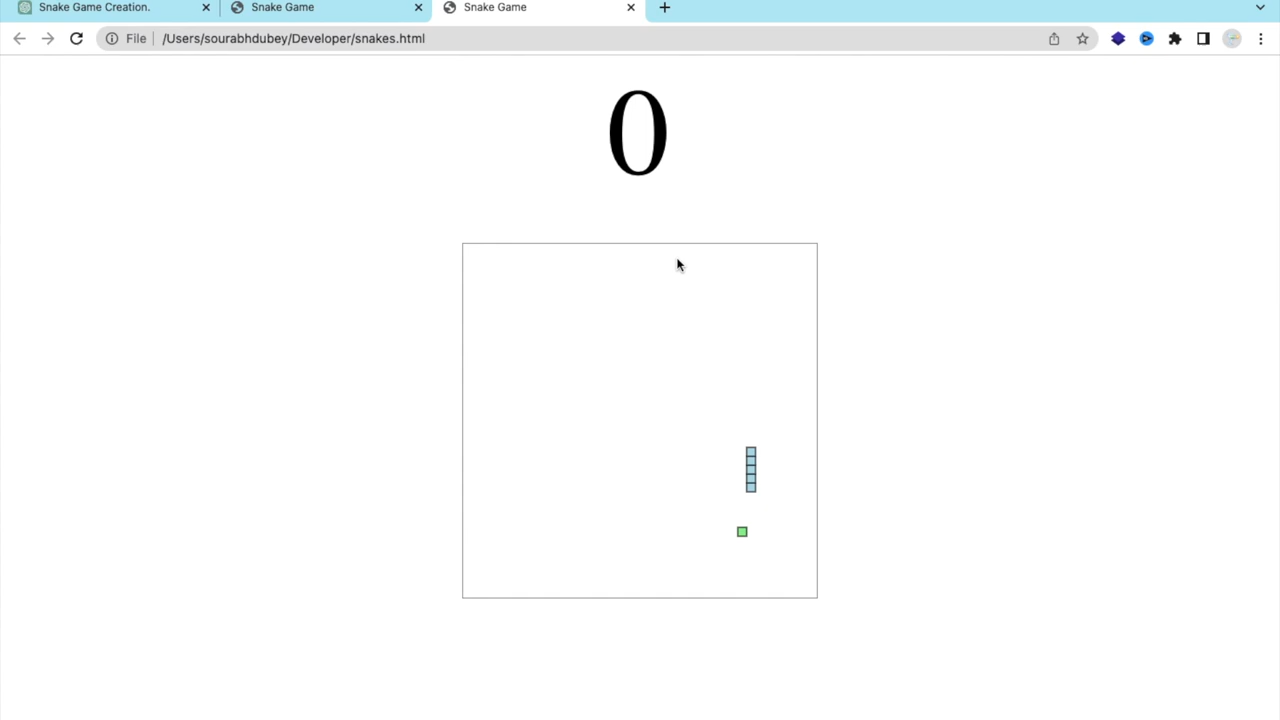 Snake Game Creation.
Snake Game
Snake Game
File
/Users/sourabhdubey/Developer/snakes.html
0